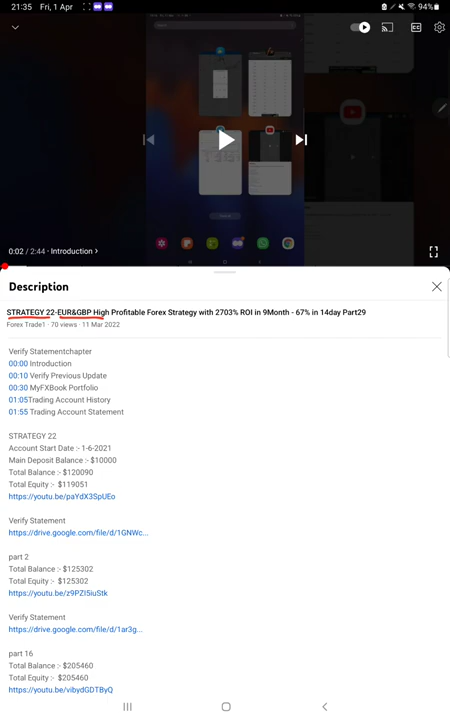 21:35 Fri, 1 Apr
94%
CC
0:02 / 2:44 · Introduction >
Description
STRATEGY 22-EUR&GBP High Profitable Forex Strategy with 2703% ROI in 9Month - 67% in 14day Part29
Forex Trade1 · 70 views · 11 Mar 2022
Verify Statementchapter
00:00 Introduction
00:10 Verify Previous Update
00:30 MyFXBook Portfolio
01:05Trading Account History
01:55 Trading Account Statement
STRATEGY 22
Account Start Date :- 1-6-2021
Main Deposit Balance :- $10000
Total Balance :- $120090
Total Equity :-  $119051
https://youtu.be/paYdX3SpUEo
Verify Statement
https://drive.google.com/file/d/1GNWc...
part 2
Total Balance :- $125302
Total Equity :-  $125302
https://youtu.be/z9PZI5iuStk
Verify Statement
https://drive.google.com/file/d/1ar3g...
part 16
Total Balance :- $205460
Total Equity :-  $205460
https://youtu.be/vibydGDTByQ